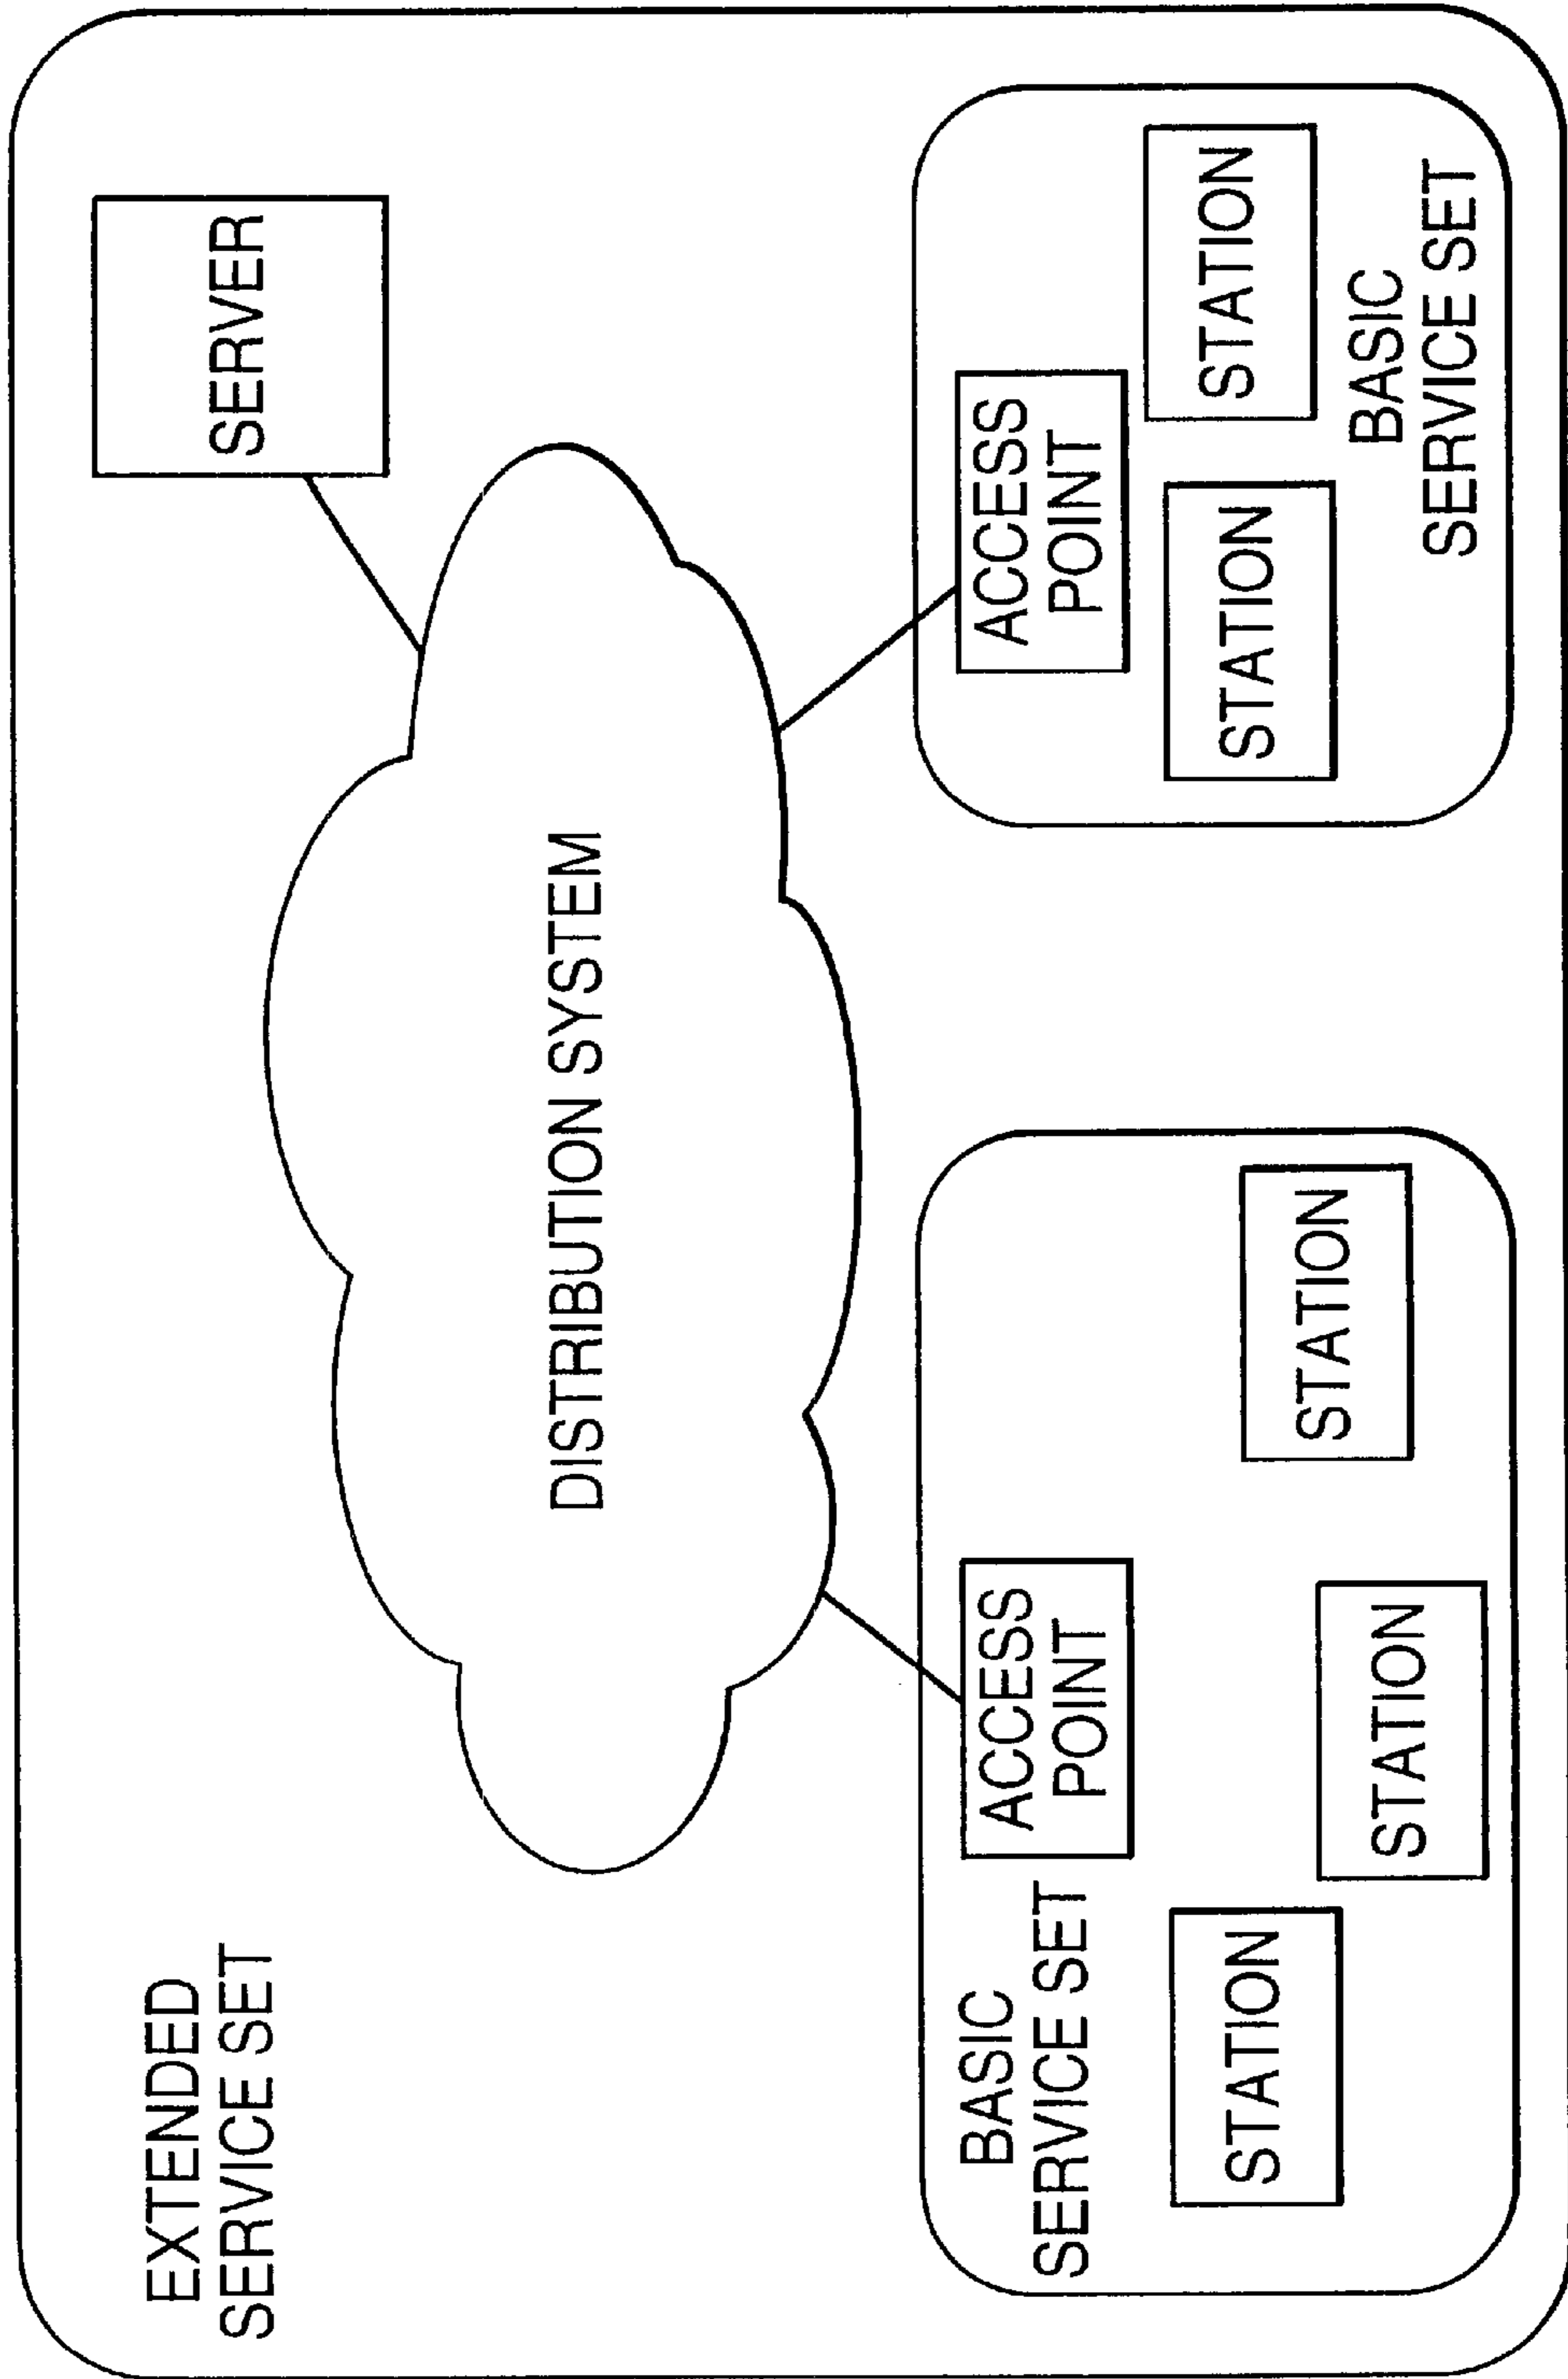 EXTENDED
SERVICE SET
SERVER
DISTRIBUTION SYSTEM
BASIC
SERVICE SET
ACCESS
POINT
STATION
STATION
STATION
ACCESS
POINT
STATION
STATION
BASIC
SERVICE SET